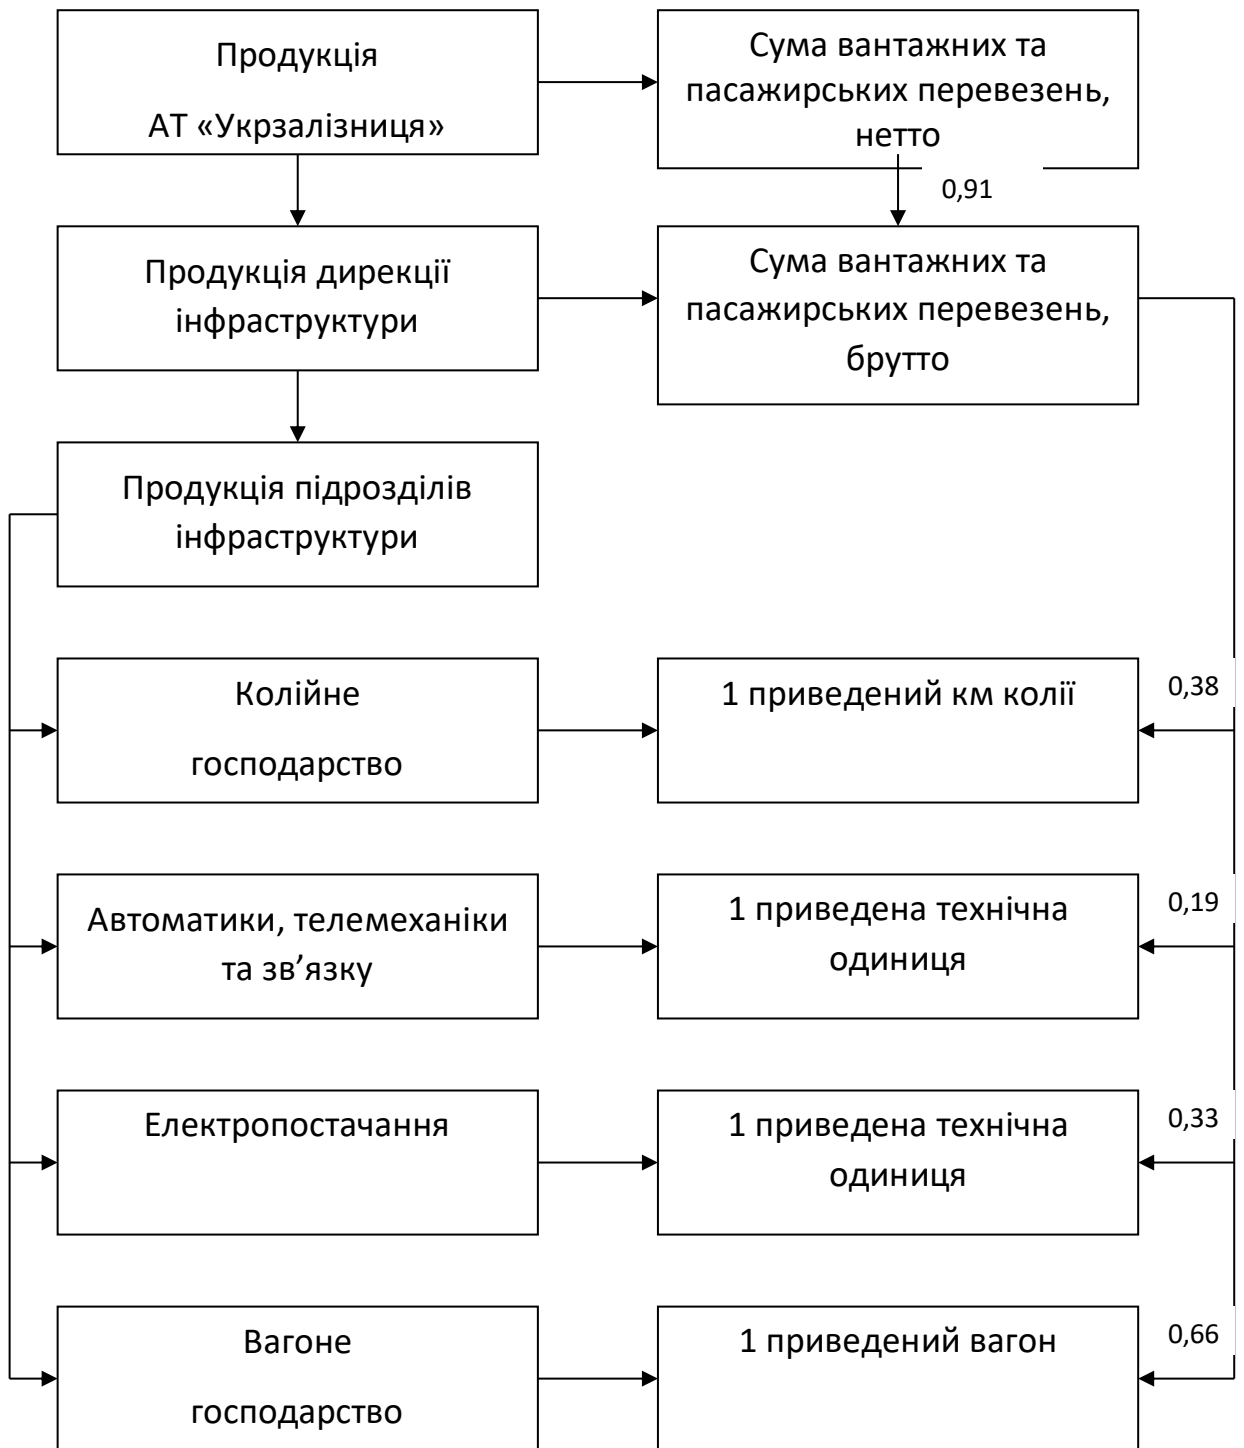 Продукція
АТ «Укрзалізниця»
Сума вантажних та
пасажирських перевезень,
нетто
0,91
Продукція дирекції
інфраструктури
Сума вантажних та
пасажирських перевезень,
брутто
Продукція підрозділів
інфраструктури
Колійне
господарство
1 приведений км колії
0,38
Автоматики, телемеханіки
та зв’язку
1 приведена технічна
одиниця
0,19
Електропостачання
1 приведена технічна
одиниця
0,33
Вагоне
господарство
1 приведений вагон
0,66